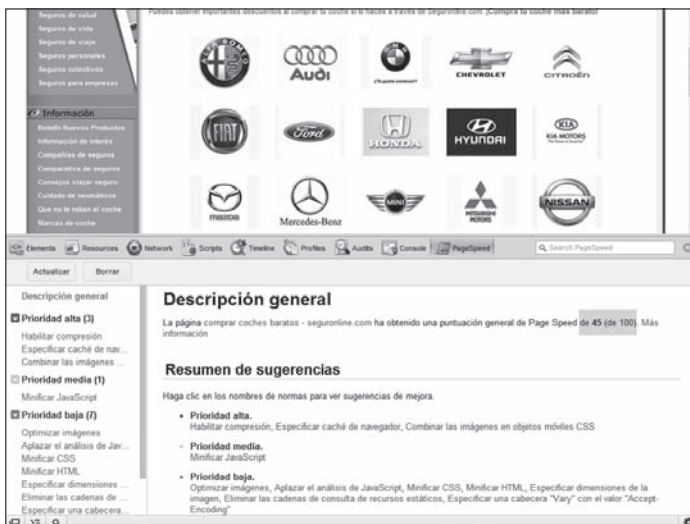 Seguros de salud
Seguros de vida
Seguros de viaje
Seguros personales
Seguros colectivos
Seguros para empresas
Información
Boletín Nuevos Productos
Información de interés
Compañías de seguros
Comparativa de seguros
Consejos viajar seguro
Cuidado de neumáticos
Que no le roben el coche
Marcas de coche
Puedes obtener importantes descuentos al comprar tu coche si lo haces a través de Seguronline.com. ¡Compra tu coche más barato!
ALFA ROMEO
Audi
BMW
CHEVROLET
CITROËN
FIAT
Ford
HONDA
HYUNDAI
KIA
KIA MOTORS
mazda
Mercedes-Benz
MINI
MITSUBISHI
MOTORS
NISSAN
Elements Resources Network Scripts Timeline Profiles Audits Console PageSpeed Search PageSpeed
Actualizar Borrar
Descripción general
Prioridad alta (3)
Habilitar compresión
Especificar caché de nav...
Combinar las imágenes ...
Prioridad media (1)
Minificar JavaScript
Prioridad baja (7)
Optimizar imágenes
Aplazar el análisis de Jav...
Minificar CSS
Minificar HTML
Especificar dimensiones ...
Eliminar las cadenas de ...
Especificar una cabecera...
Descripción general
La página comprar coches baratos - seguronline.com ha obtenido una puntuación general de Page Speed de 45 (de 100). Más
información
Resumen de sugerencias
Haga clic en los nombres de normas para ver sugerencias de mejora.
• Prioridad alta.
Habilitar compresión, Especificar caché de navegador, Combinar las imágenes en objetos móviles CSS
• Prioridad media.
Minificar JavaScript
• Prioridad baja.
Optimizar imágenes, Aplazar el análisis de JavaScript, Minificar CSS, Minificar HTML, Especificar dimensiones de la
imagen, Eliminar las cadenas de consulta de recursos estáticos, Especificar una cabecera "Vary" con el valor "Accept-
Encoding"